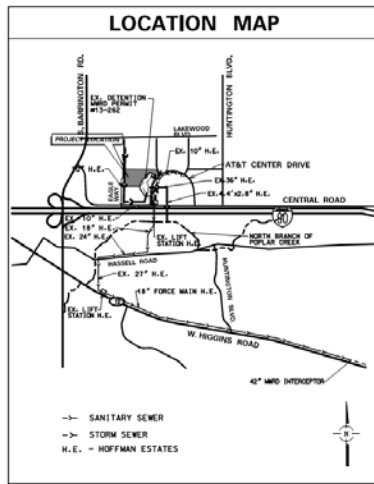 LOCATION MAP
S. BARRINGTON RD.
HUNTINGTON BLVD.
EX. DETENTION
MWRD PERMIT
#13-262
LAKEWOOD
BLVD.
PROJECT LOCATION
EX. 10" H.E.
AT&T CENTER DRIVE
H.E.
EX.36" H.E.
EAGLE
WAY
EX.4.4'X2.8' H.E.
CENTRAL ROAD
EX. 10" H.E.
90
EX. 18" H.E.
EX. 24" H.E.
EX. LIFT
STATION H.E.
NORTH BRANCH OF
POPLAR CREEK
HASSELL ROAD
EX. 27" H.E.
HUNTINGTON BLVD.
48" FORCE MAIN H.E.
EX. LIFT
STATION H.E.
W. HIGGINS ROAD
42" MWRD INTERCEPTOR
SANITARY SEWER
STORM SEWER
H.E. - HOFFMAN ESTATES
N